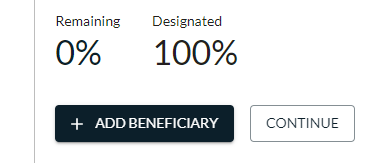 Remaining Designated
0% 100%
+ ADD BENEFICIARY CONTINUE